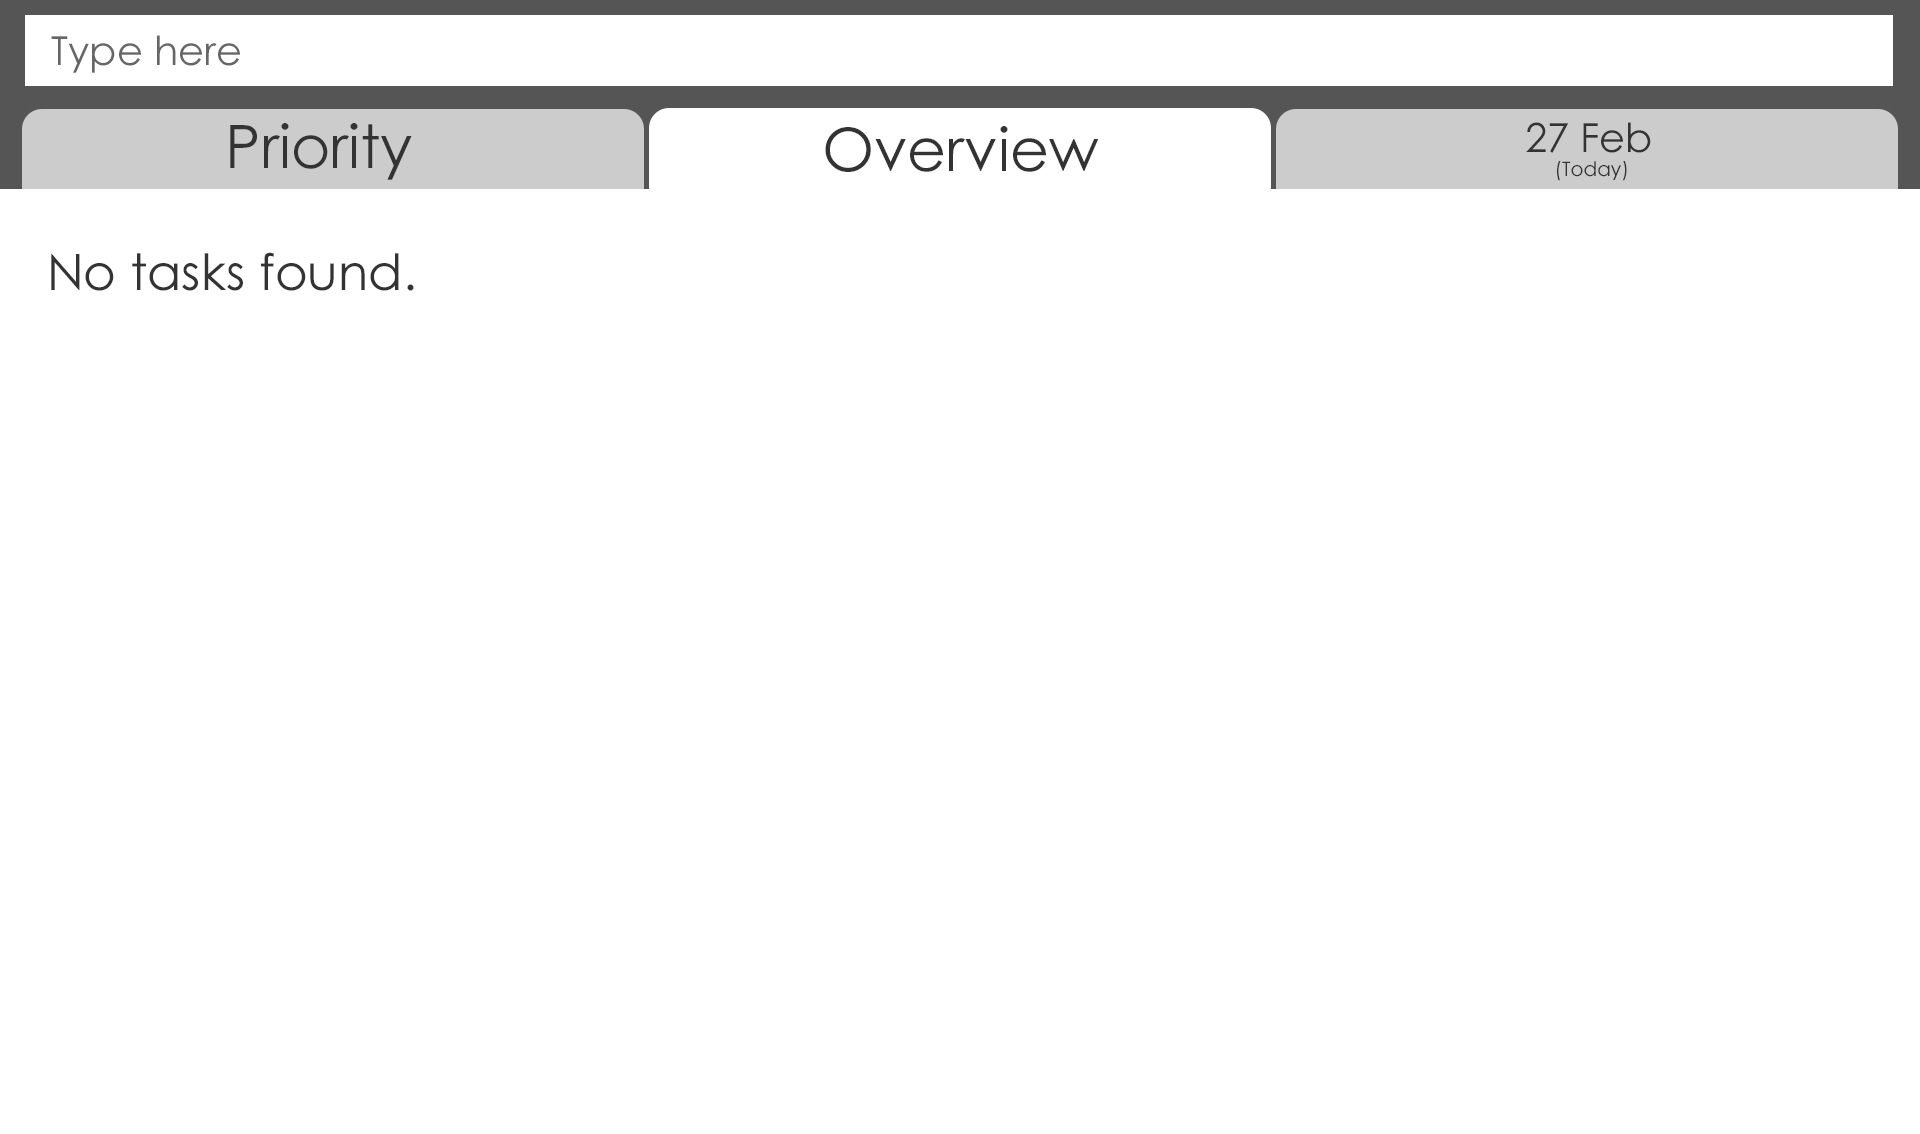 Type here
Priority
Overview
27 Feb
(Today)
No tasks found.